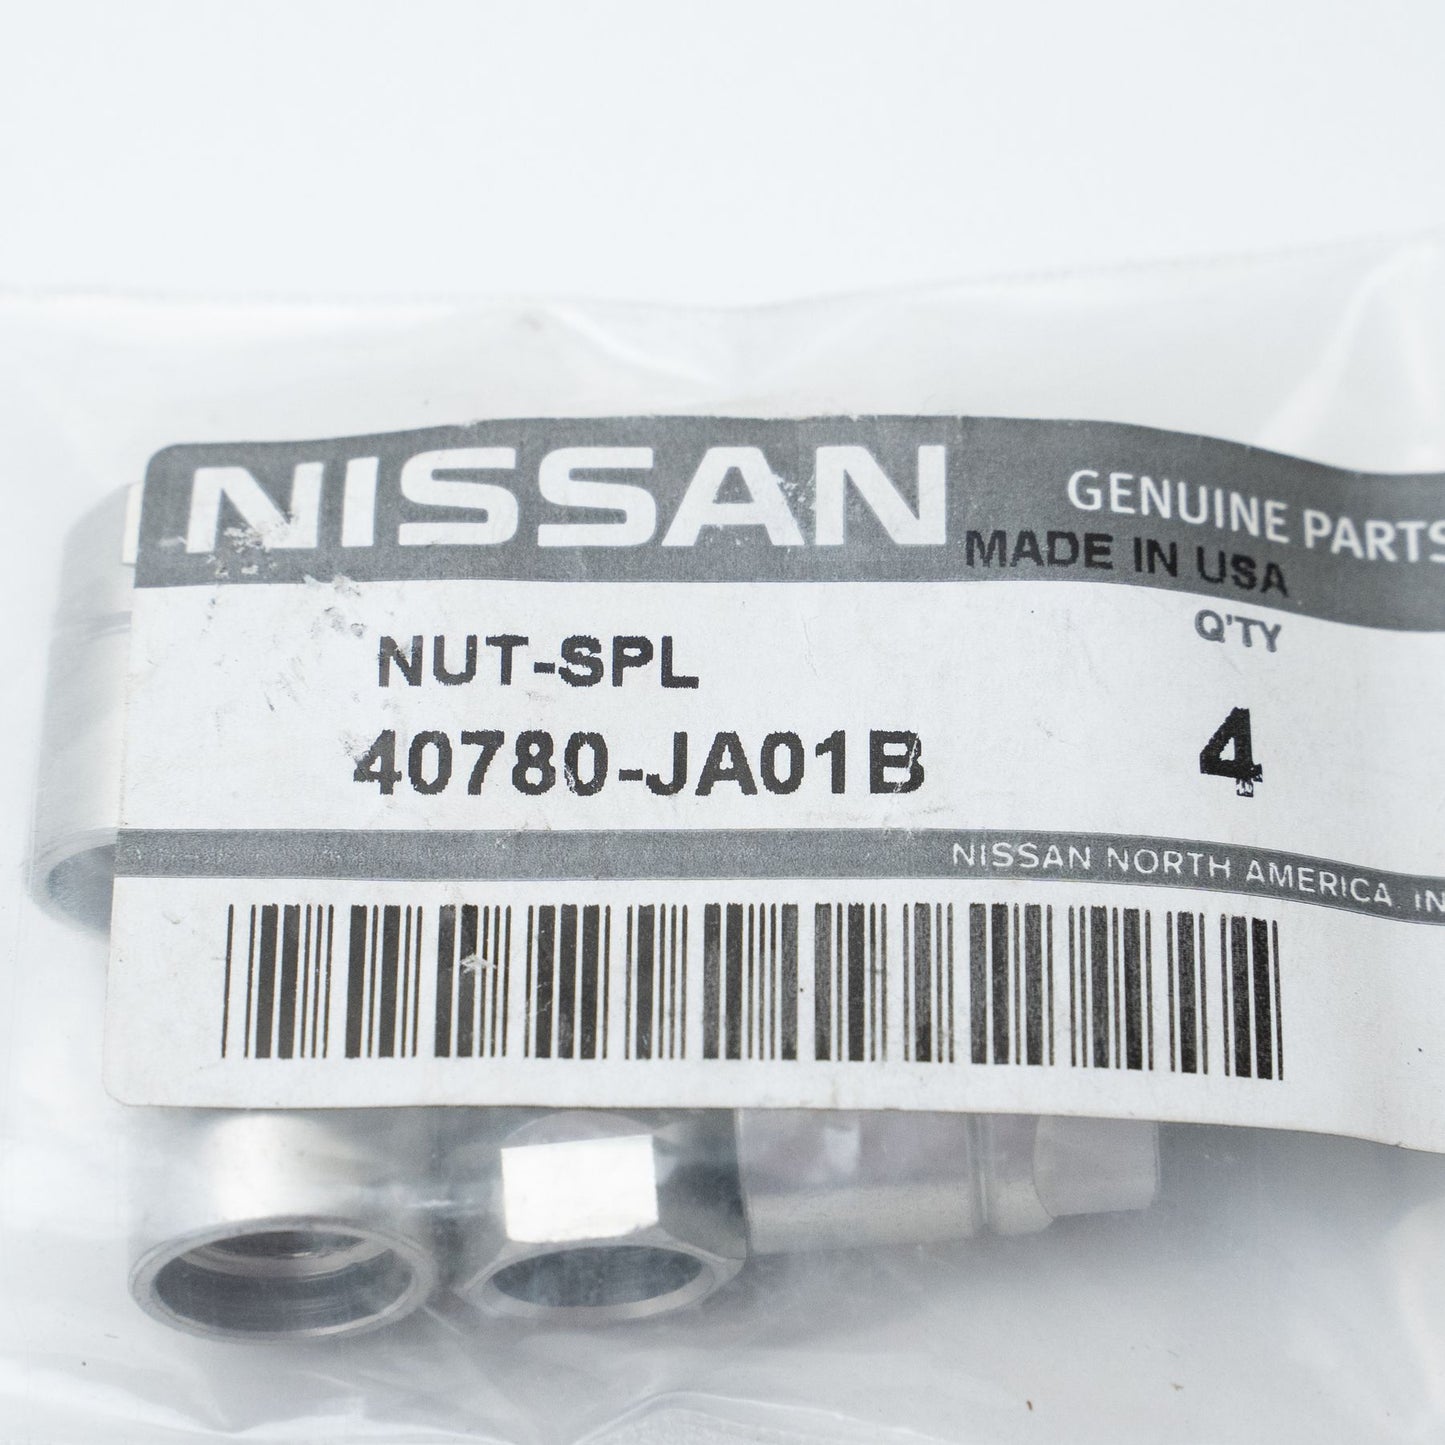 NISSAN
GENUINE PARTS
MADE IN USA
Q'TY
NUT-SPL
40780-JA01B
4
NISSAN NORTH AMERICA, IN